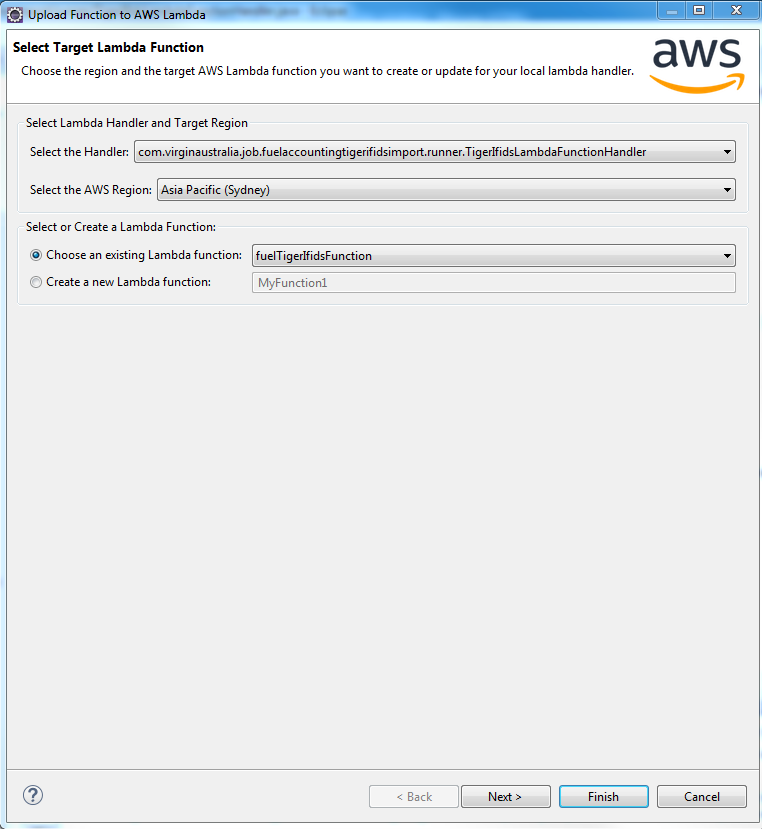 Upload Function to AWS Lambda
Select Target Lambda Function
Choose the region and the target AWS Lambda function you want to create or update for your local lambda handler.
aws
Select Lambda Handler and Target Region
Select the Handler: com.virginaustralia.job.fuelaccountingtigerifidsimport.runner.TigerIfidsLambdaFunctionHandler
Select the AWS Region: Asia Pacific (Sydney)
Select or Create a Lambda Function:
Choose an existing Lambda function: fuelTigerIfidsFunction
Create a new Lambda function: MyFunction1
? < Back Next > Finish Cancel